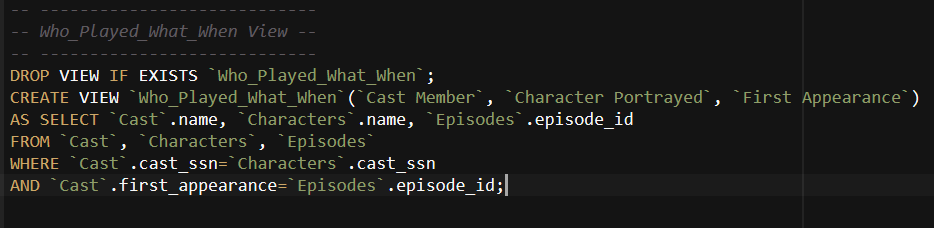 -- ----------------------------
-- Who_Played_What_When View --
-- ----------------------------
DROP VIEW IF EXISTS `Who_Played_What_When`;
CREATE VIEW `Who_Played_What_When`(`Cast Member`, `Character Portrayed`, `First Appearance`)
AS SELECT `Cast`.name, `Characters`.name, `Episodes`.episode_id
FROM `Cast`, `Characters`, `Episodes`
WHERE `Cast`.cast_ssn=`Characters`.cast_ssn
AND `Cast`.first_appearance=`Episodes`.episode_id;